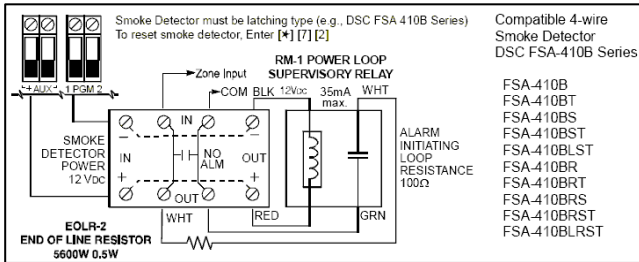 Smoke Detector must be latching type (e.g., DSC FSA 410B Series)
To reset smoke detector, Enter [✶] [7] [2]
Compatible 4-wire
Smoke Detector
DSC FSA-410B Series
FSA-410B
FSA-410BT
FSA-410BS
FSA-410BST
FSA-410BLST
FSA-410BR
FSA-410BRT
FSA-410BRS
FSA-410BRST
FSA-410BLRST
RM-1 POWER LOOP
SUPERVISORY RELAY
Zone Input
COM BLK 12VDC 35mA WHT
max.
+AUX- 1 PGM 2
IN
- -
SMOKE
DETECTOR
POWER
12 VDC
IN NO OUT
ALM
+ +
OUT
ALARM
INITIATING
LOOP
RESISTANCE
100Ω
WHT RED GRN
EOLR-2
END OF LINE RESISTOR
5600W 0.5W